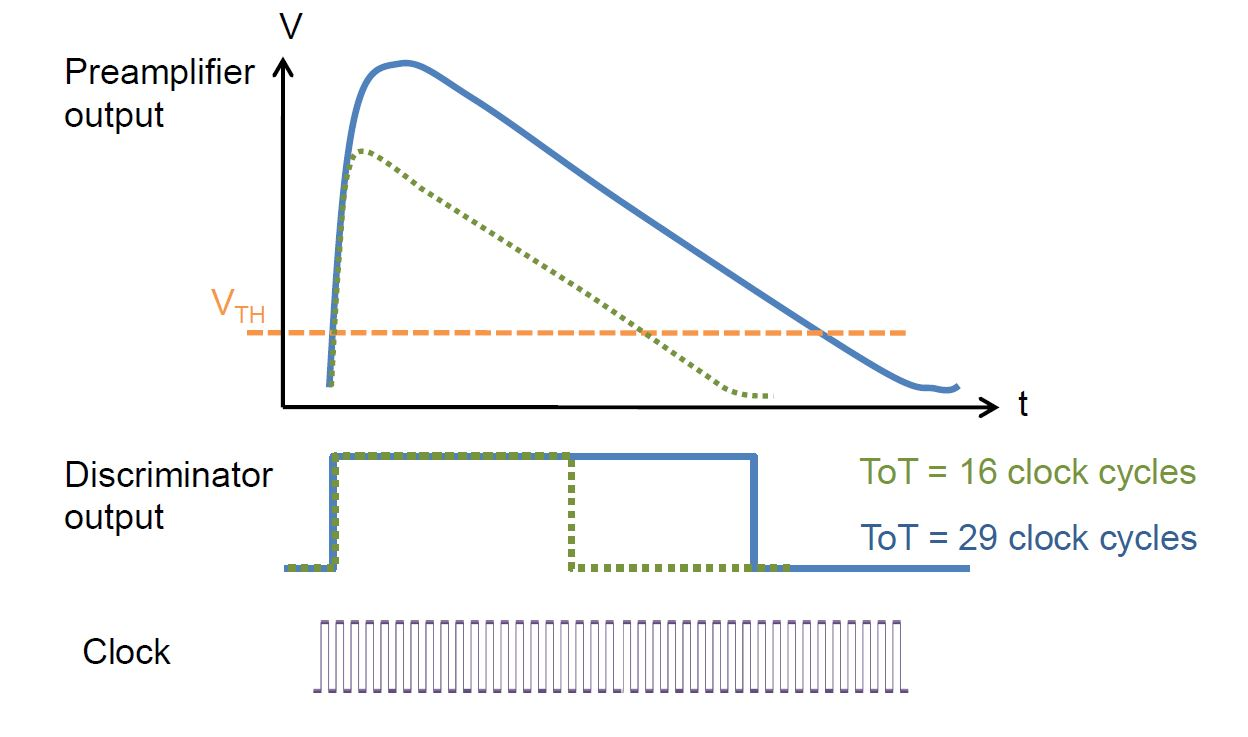 V
Preamplifier
output
VTH
t
Discriminator
output
ToT = 16 clock cycles
ToT = 29 clock cycles
Clock